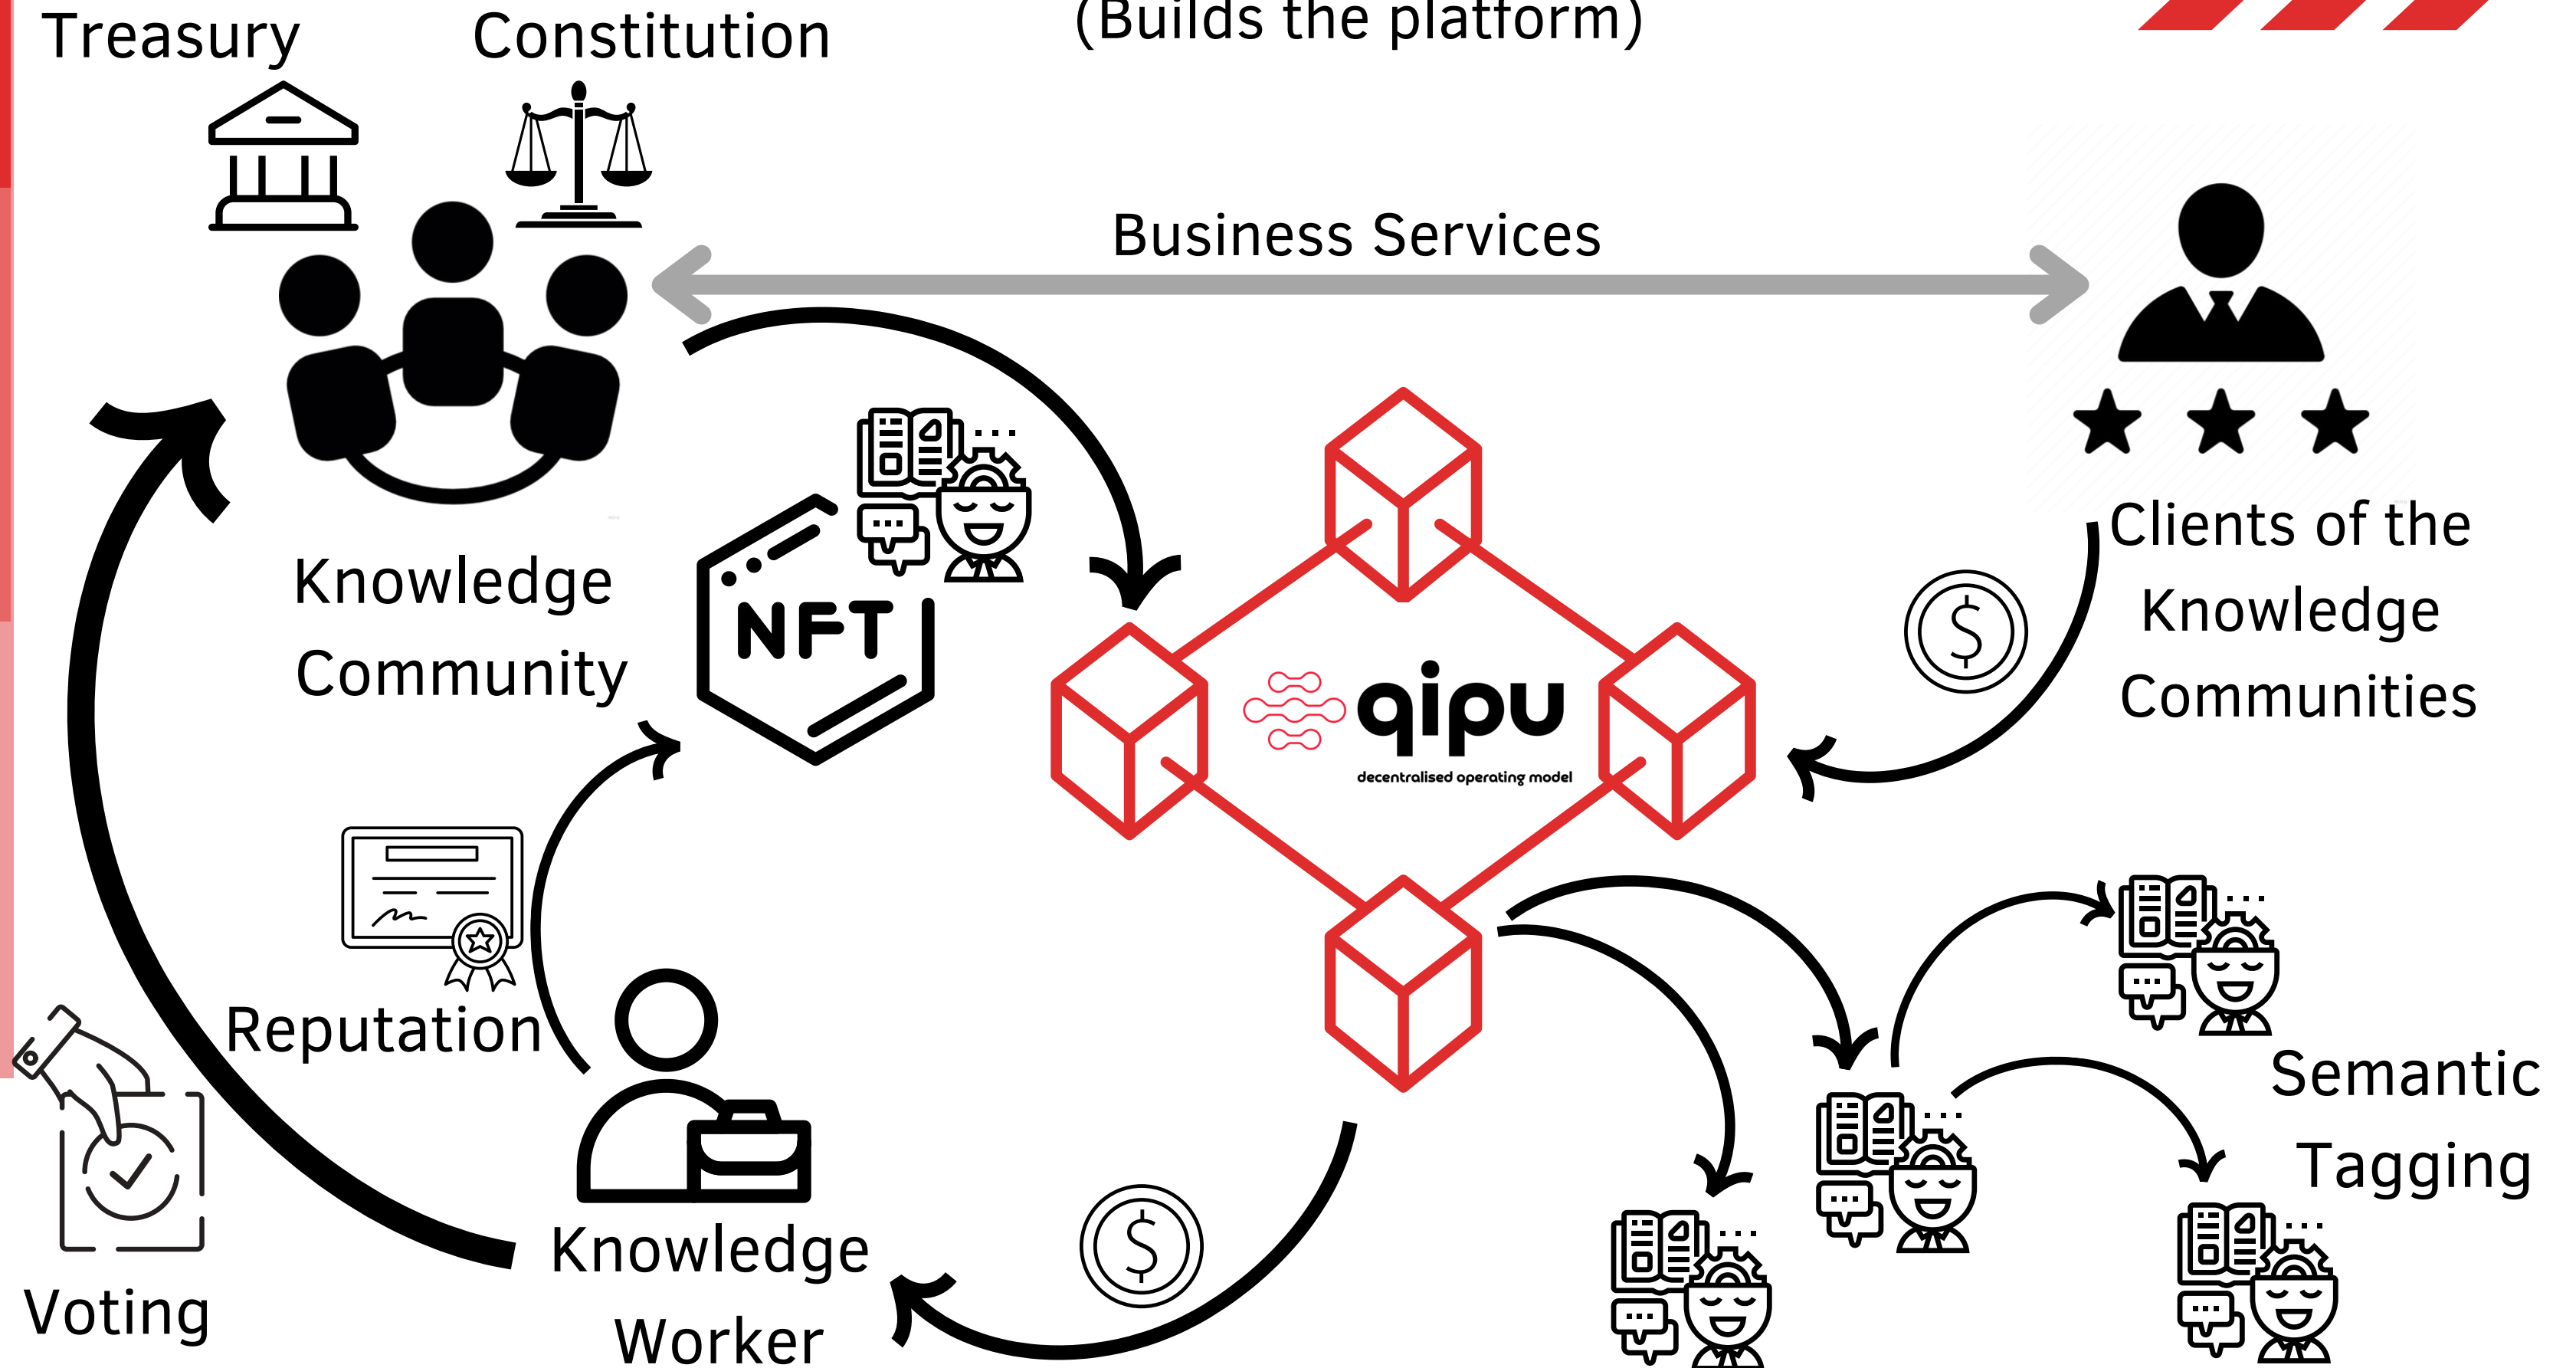 (Builds the platform)
Treasury
Constitution
Business Services
Clients of the
Knowledge
Communities
Knowledge
Community
NFT
qipu
decentralised operating model
Reputation
Semantic
Tagging
Knowledge
Worker
Voting